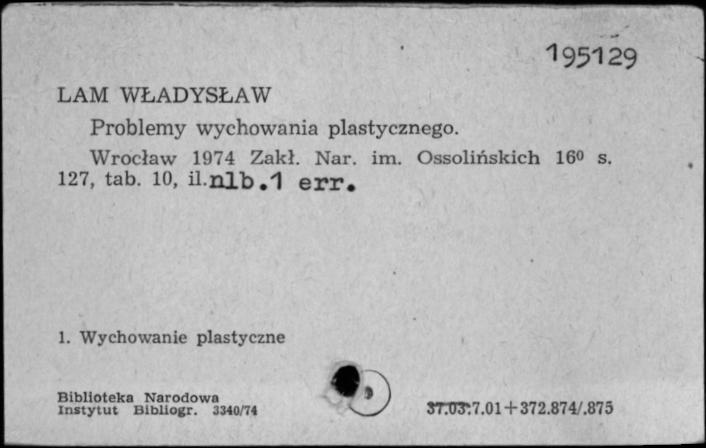 195129
LAM WŁADYSŁAW
Problemy wychowania plastycznego.
Wrocław 1974 Zakł. Nar. im. Ossolińskich 16⁰ s.
127, tab. 10, il.nlb.1 err.
1. Wychowanie plastyczne
Biblioteka Narodowa
Instytut Bibliogr. 3340/74
37.03:7.01+372.874/.875